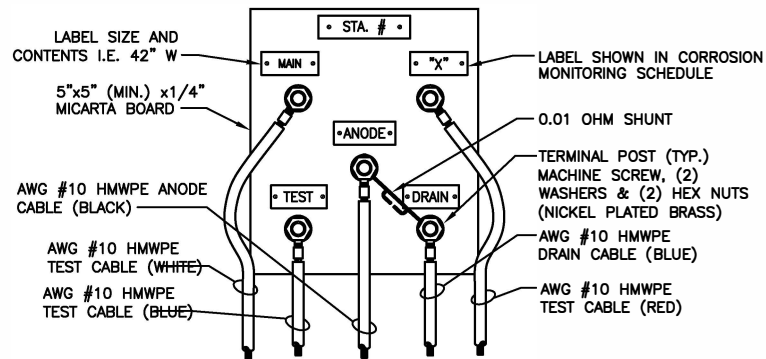 LABEL SIZE AND
CONTENTS I.E. 42" W
5"x5" (MIN.) x1/4"
MICARTA BOARD
AWG #10 HMWPE ANODE
CABLE (BLACK)
AWG #10 HMWPE
TEST CABLE (WHITE)
AWG #10 HMWPE
TEST CABLE (BLUE)
STA. #
MAIN
"X"
ANODE
TEST
DRAIN
LABEL SHOWN IN CORROSION
MONITORING SCHEDULE
0.01 OHM SHUNT
TERMINAL POST (TYP.)
MACHINE SCREW, (2)
WASHERS & (2) HEX NUTS
(NICKEL PLATED BRASS)
AWG #10 HMWPE
DRAIN CABLE (BLUE)
AWG #10 HMWPE
TEST CABLE (RED)